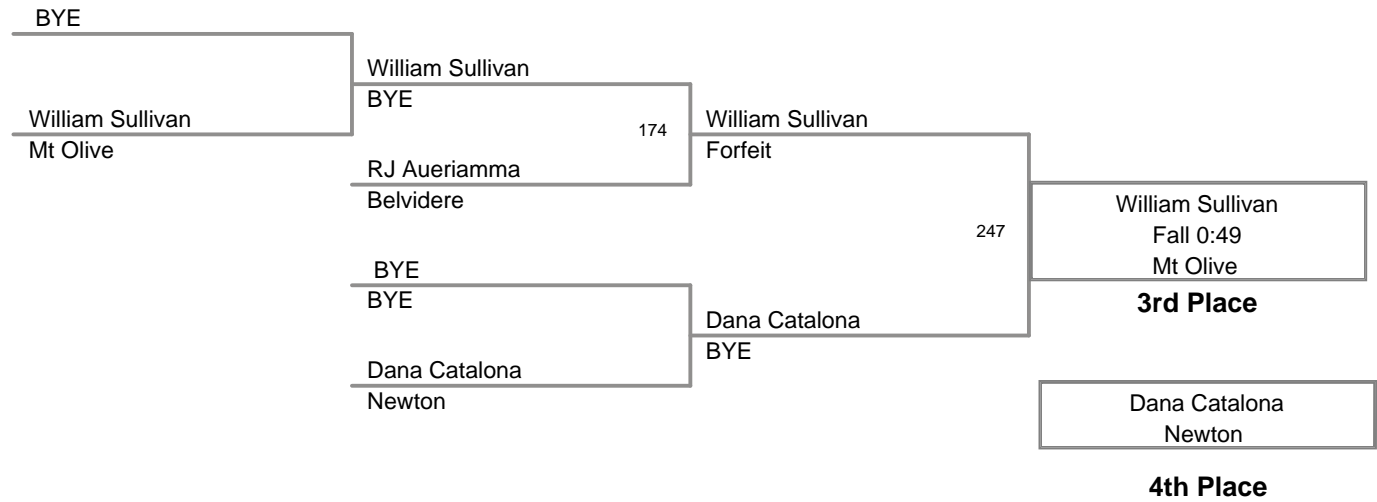 BYE
William Sullivan
Mt Olive
William Sullivan
BYE
174
RJ Aueriamma
Belvidere
BYE
BYE
Dana Catalona
Newton
William Sullivan
Forfeit
247
Dana Catalona
BYE
William Sullivan
Fall 0:49
Mt Olive
3rd Place
Dana Catalona
Newton
4th Place